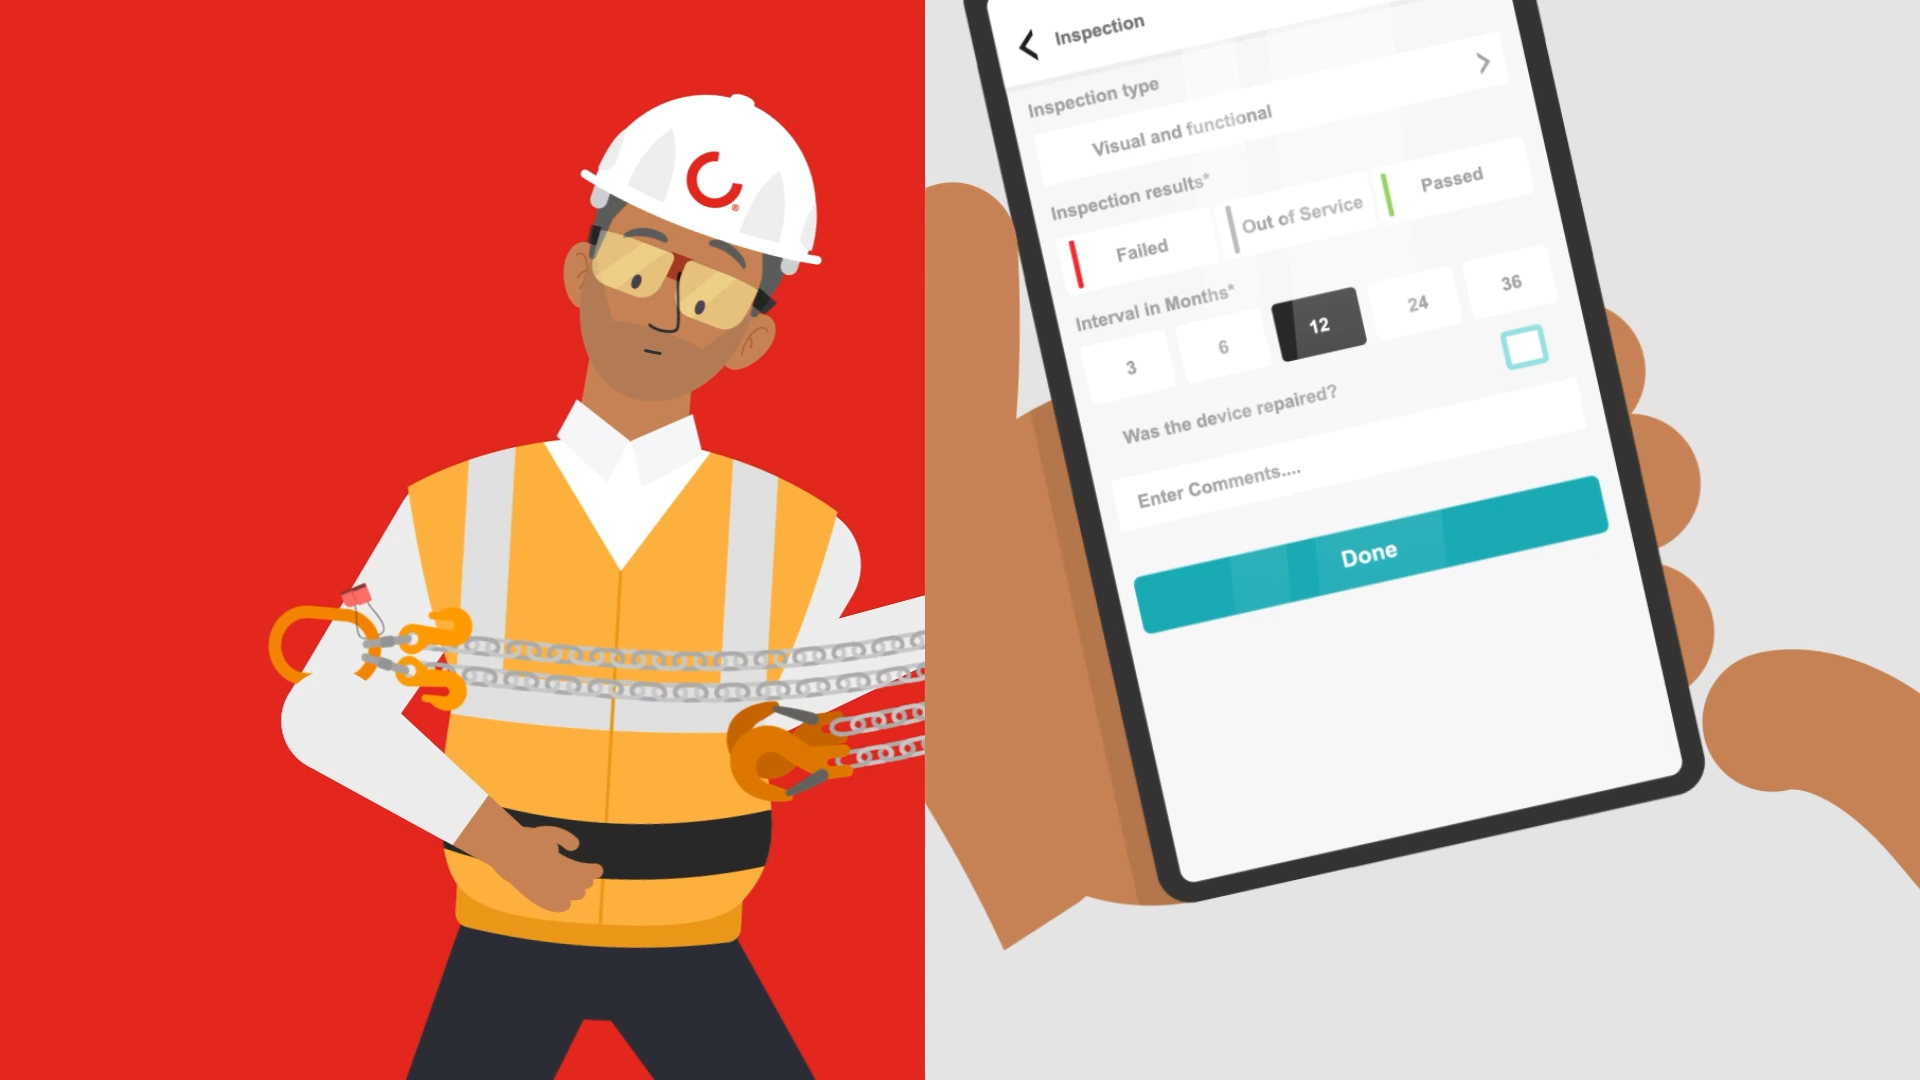 Inspection
Inspection type
Visual and functional
Inspection results*
Failed
Out of Service
Passed
Interval in Months*
3
6
12
24
36
Was the device repaired?
Enter Comments....
Done
®